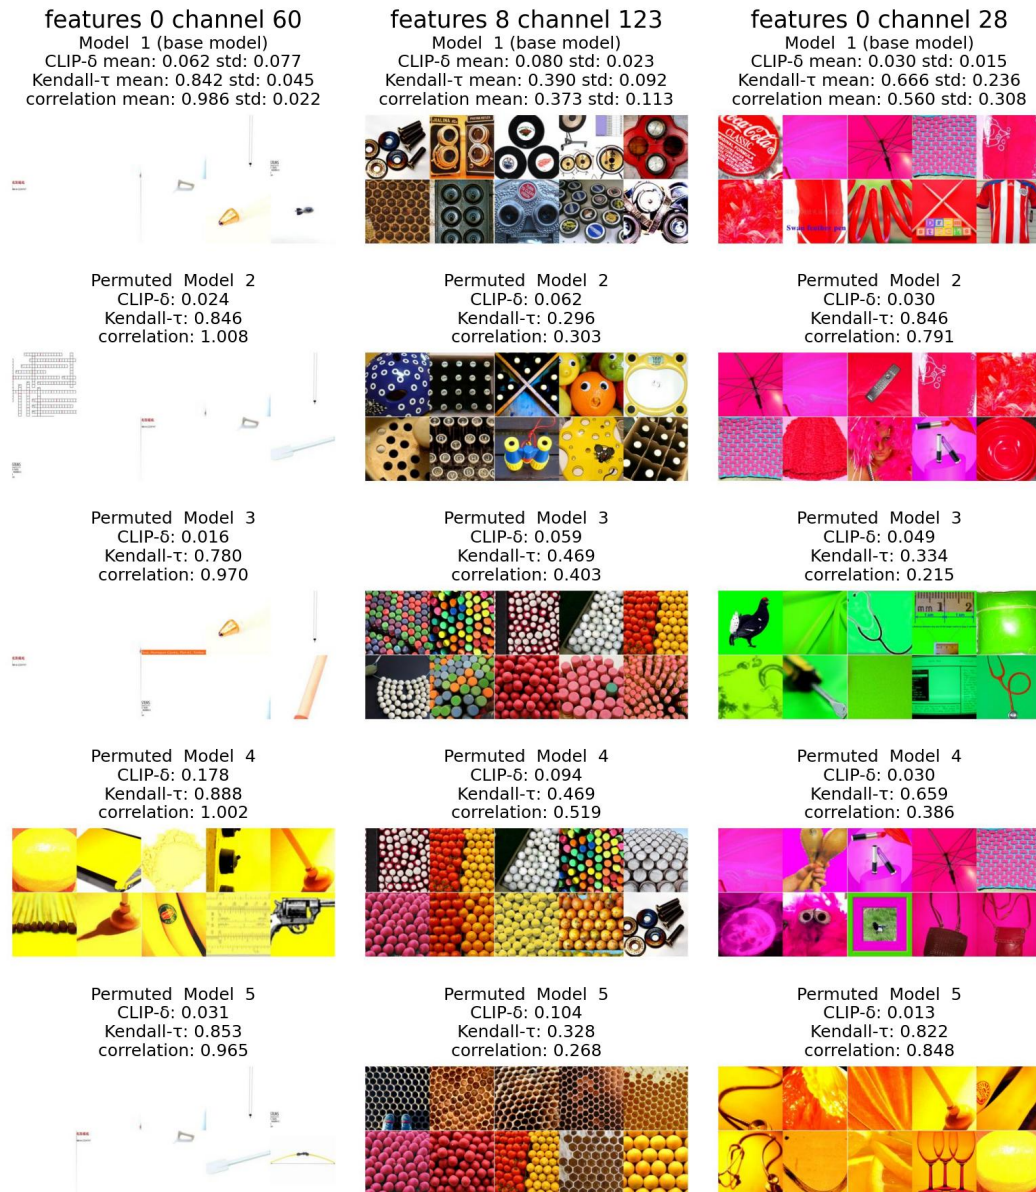 features 0 channel 60
Model 1 (base model)
CLIP-δ mean: 0.062 std: 0.077
Kendall-τ mean: 0.842 std: 0.045
correlation mean: 0.986 std: 0.022
features 8 channel 123
Model 1 (base model)
CLIP-δ mean: 0.080 std: 0.023
Kendall-τ mean: 0.390 std: 0.092
correlation mean: 0.373 std: 0.113
features 0 channel 28
Model 1 (base model)
CLIP-δ mean: 0.030 std: 0.015
Kendall-τ mean: 0.666 std: 0.236
correlation mean: 0.560 std: 0.308
Coca-Cola
CLASSIC
Permuted Model 2
CLIP-δ: 0.024
Kendall-τ: 0.846
correlation: 1.008
Permuted Model 2
CLIP-δ: 0.062
Kendall-τ: 0.296
correlation: 0.303
Permuted Model 2
CLIP-δ: 0.030
Kendall-τ: 0.846
correlation: 0.791
Permuted Model 3
CLIP-δ: 0.016
Kendall-τ: 0.780
correlation: 0.970
Permuted Model 3
CLIP-δ: 0.059
Kendall-τ: 0.469
correlation: 0.403
Permuted Model 3
CLIP-δ: 0.049
Kendall-τ: 0.334
correlation: 0.215
mm 1 2
Permuted Model 4
CLIP-δ: 0.178
Kendall-τ: 0.888
correlation: 1.002
Permuted Model 4
CLIP-δ: 0.094
Kendall-τ: 0.469
correlation: 0.519
Permuted Model 4
CLIP-δ: 0.030
Kendall-τ: 0.659
correlation: 0.386
Permuted Model 5
CLIP-δ: 0.031
Kendall-τ: 0.853
correlation: 0.965
Permuted Model 5
CLIP-δ: 0.104
Kendall-τ: 0.328
correlation: 0.268
Permuted Model 5
CLIP-δ: 0.013
Kendall-τ: 0.822
correlation: 0.848